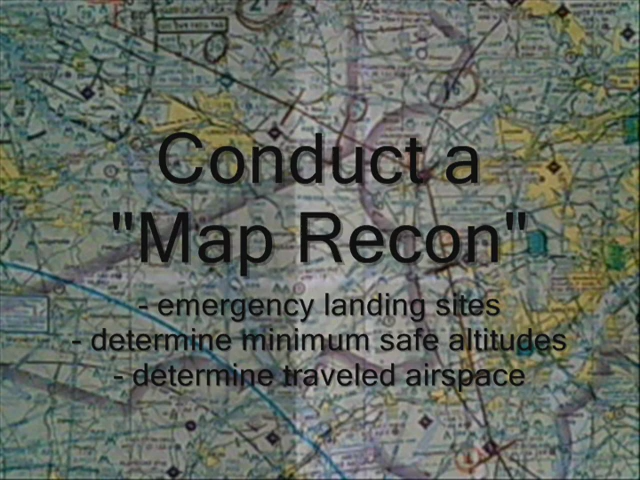 Conduct a
"Map Recon"
- emergency landing sites
- determine minimum safe altitudes
- determine traveled airspace